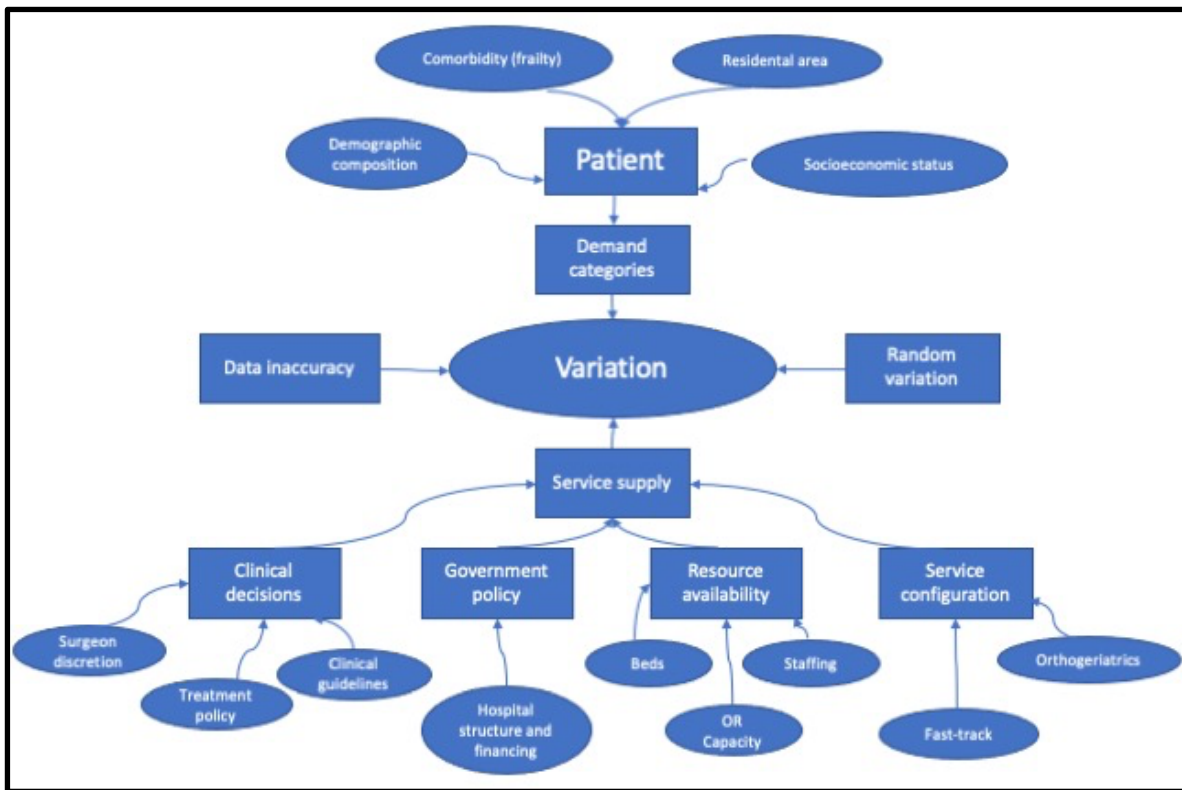 Comorbidity (frailty)
Residental area
Demographic
composition
Patient
Socioeconomic status
Demand
categories
Data inaccuracy
Variation
Random
variation
Service supply
Clinical
decisions
Government
policy
Resource
availability
Service
configuration
Surgeon
discretion
Treatment
policy
Clinical
guidelines
Hospital
structure and
financing
Beds
OR
Capacity
Staffing
Fast-track
Orthogeriatrics